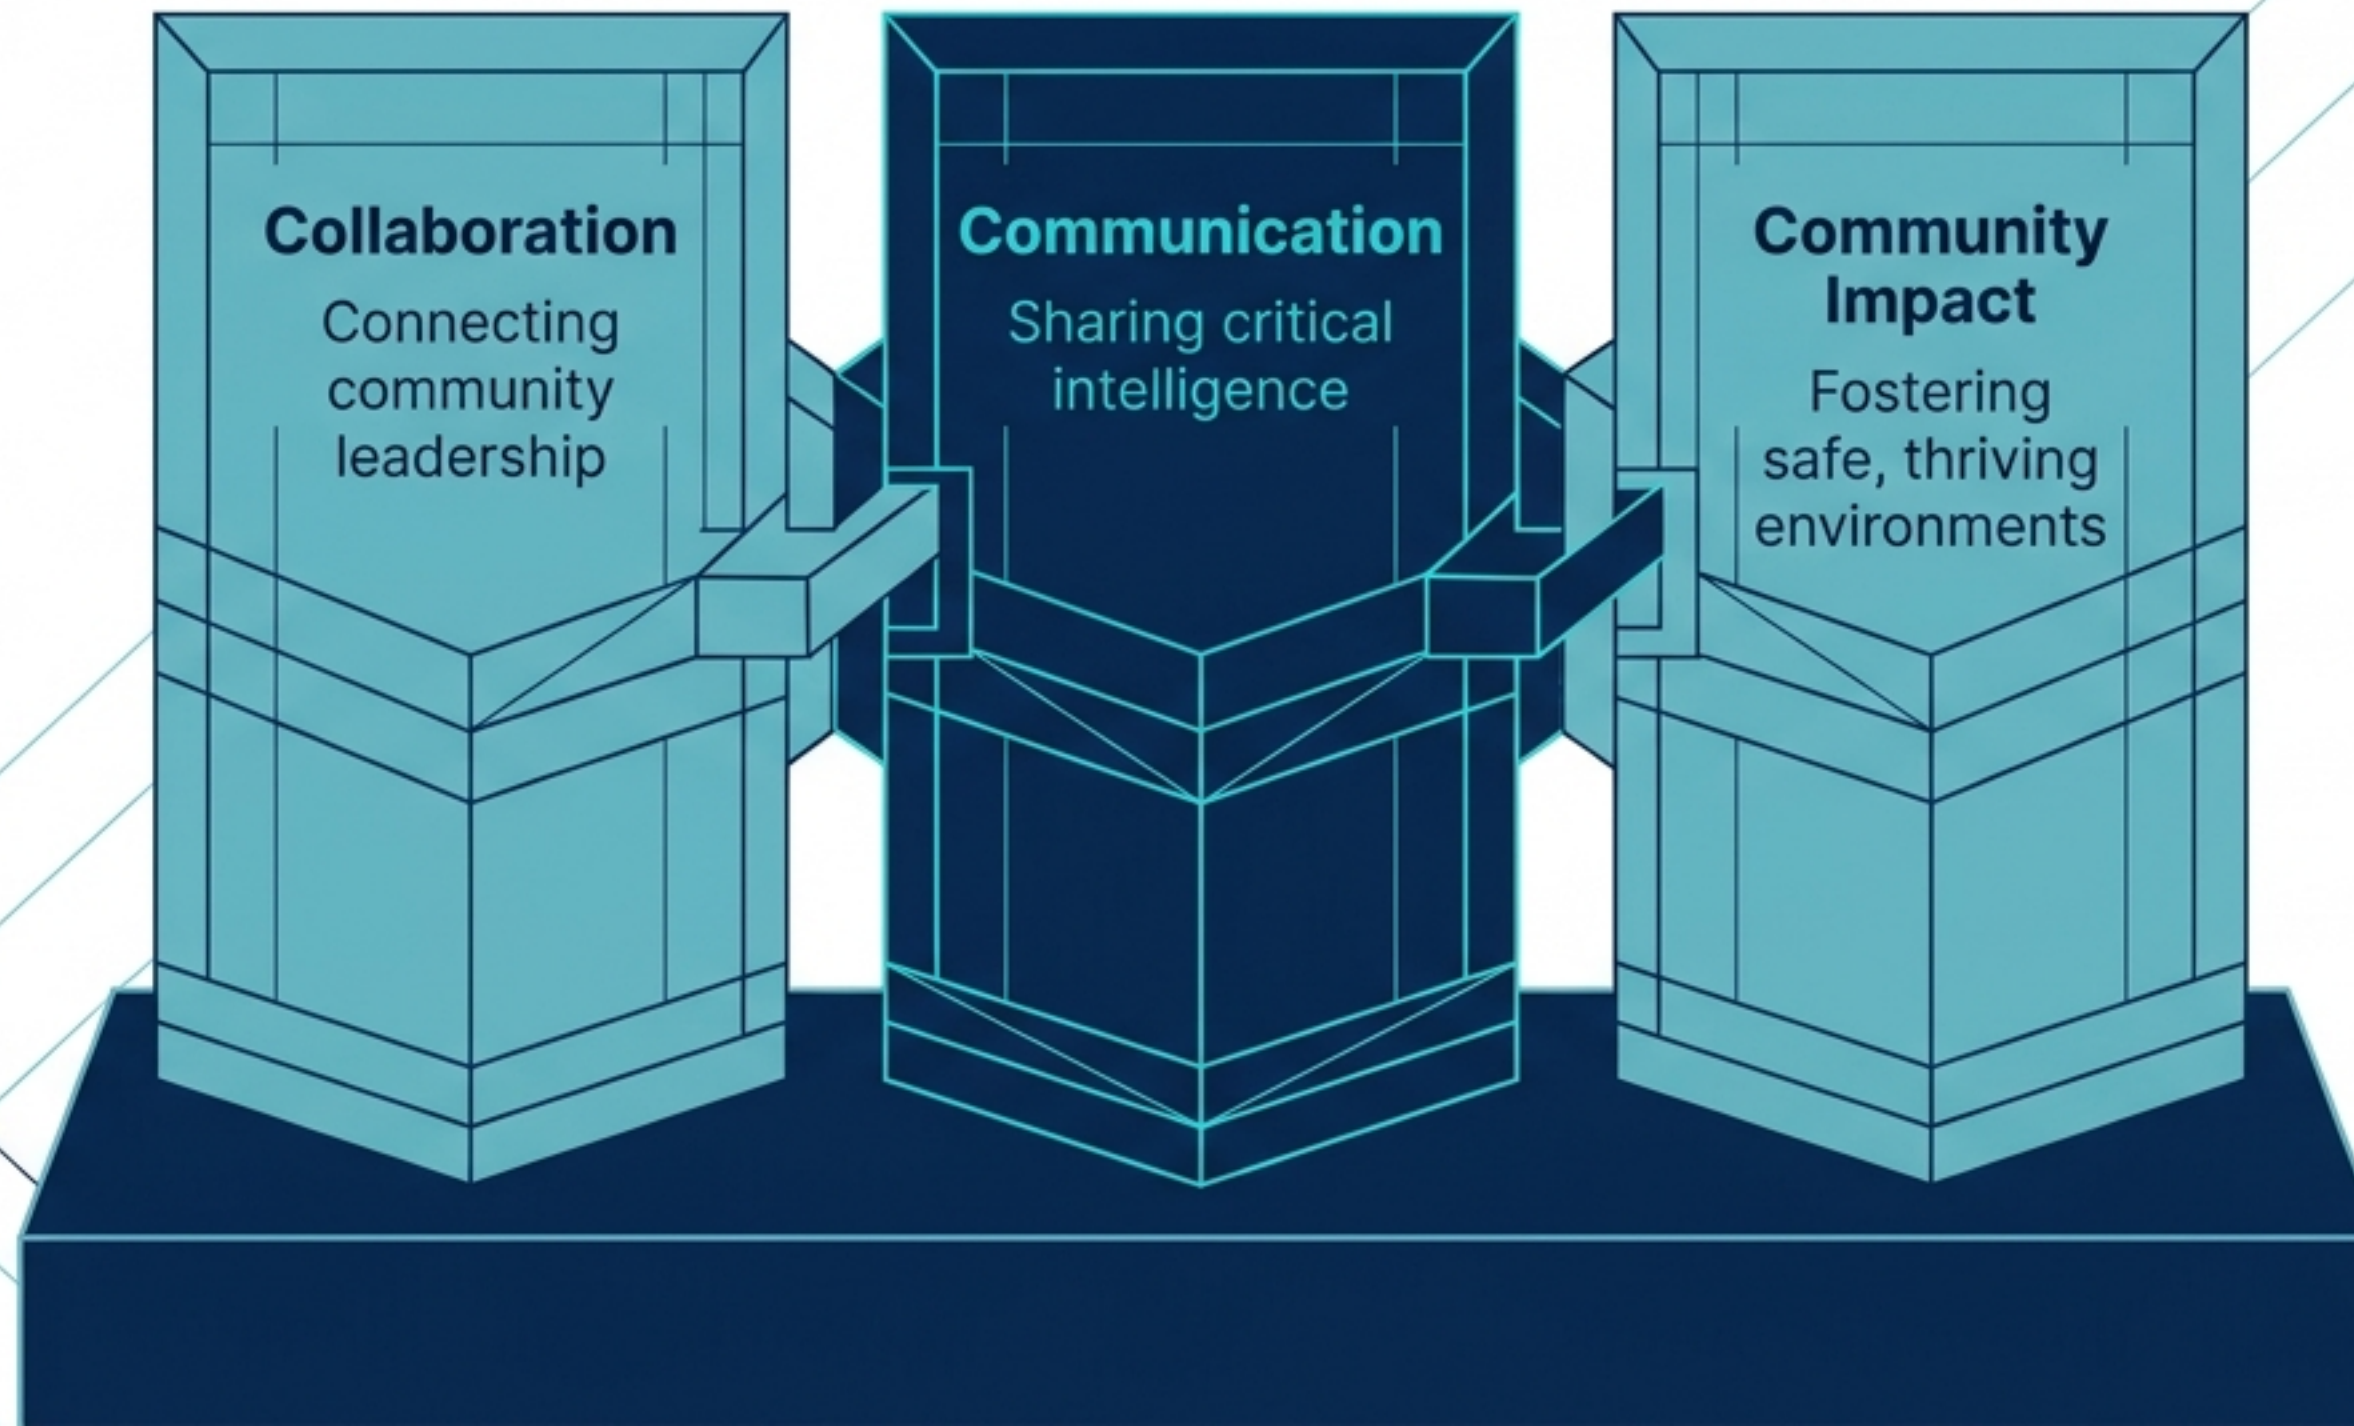 Collaboration
Connecting
community
leadership
Communication
Sharing critical
intelligence
Community
Impact
Fostering
safe, thriving
environments